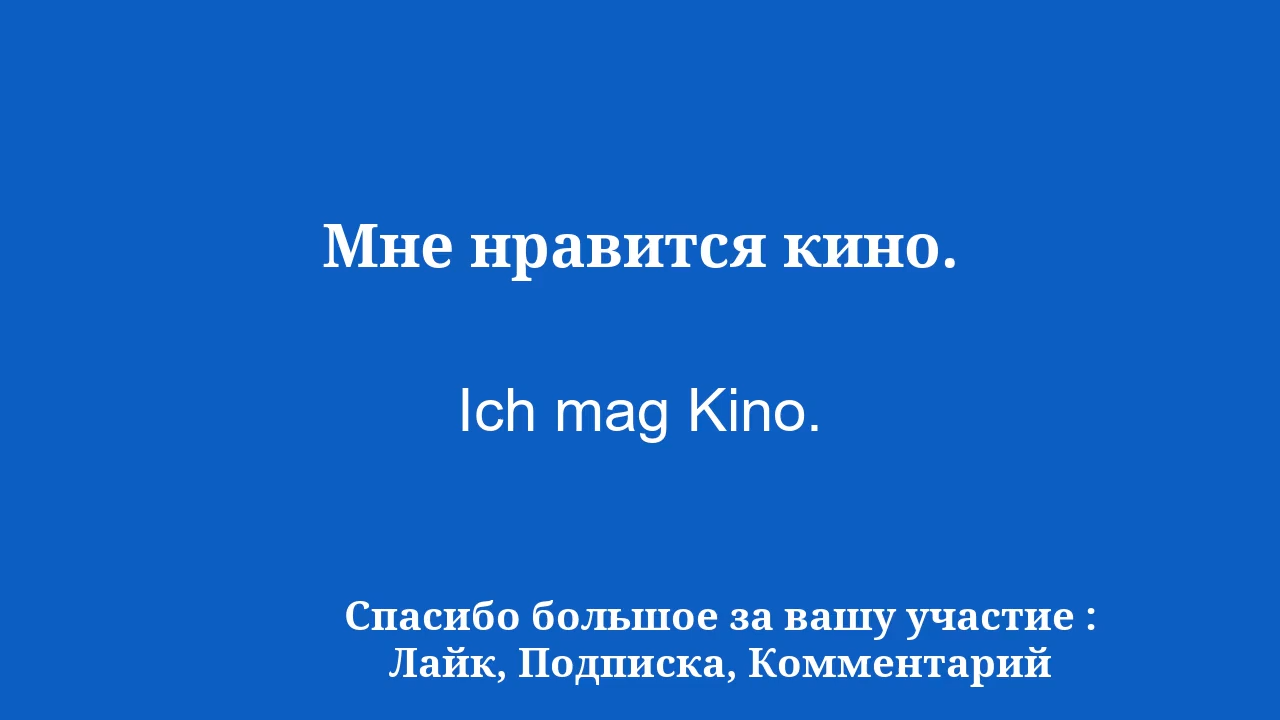 Мне нравится кино.
Ich mag Kino.
Спасибо большое за вашу участие :
Лайк, Подписка, Комментарий